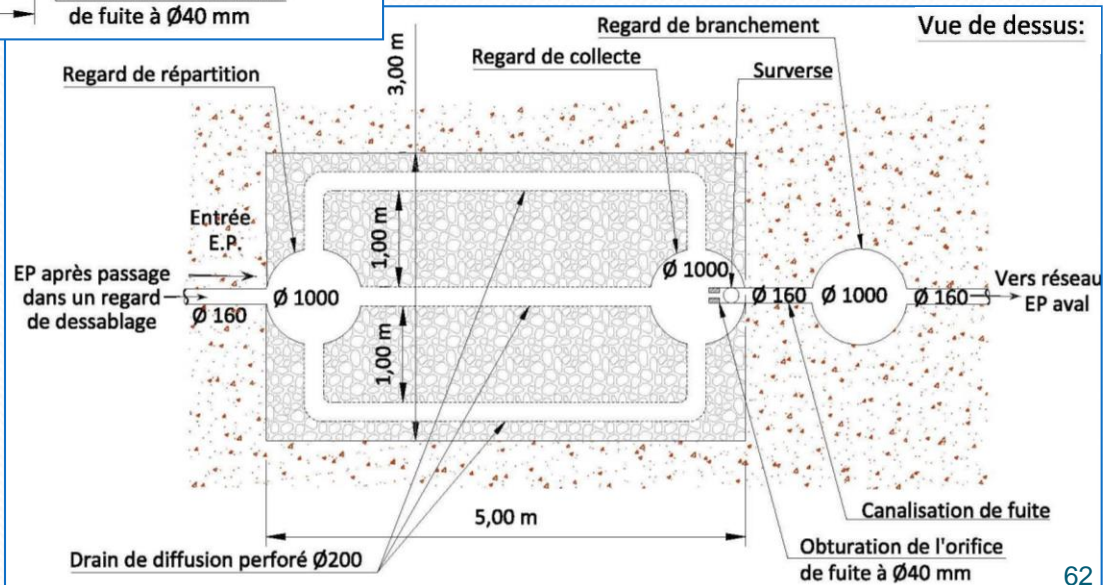 de fuite à Ø40 mm
Vue de dessus:
Regard de branchement
Regard de collecte
Surverse
Regard de répartition
3,00 m
Entrée
E.P.
1,00 m
EP après passage
dans un regard
de dessablage
Ø 160
Ø 1000
Ø 1000
Ø 160
Ø 1000
Ø 160
Vers réseau
EP aval
1,00 m
5,00 m
Canalisation de fuite
Drain de diffusion perforé Ø200
Obturation de l'orifice
de fuite à Ø40 mm
62